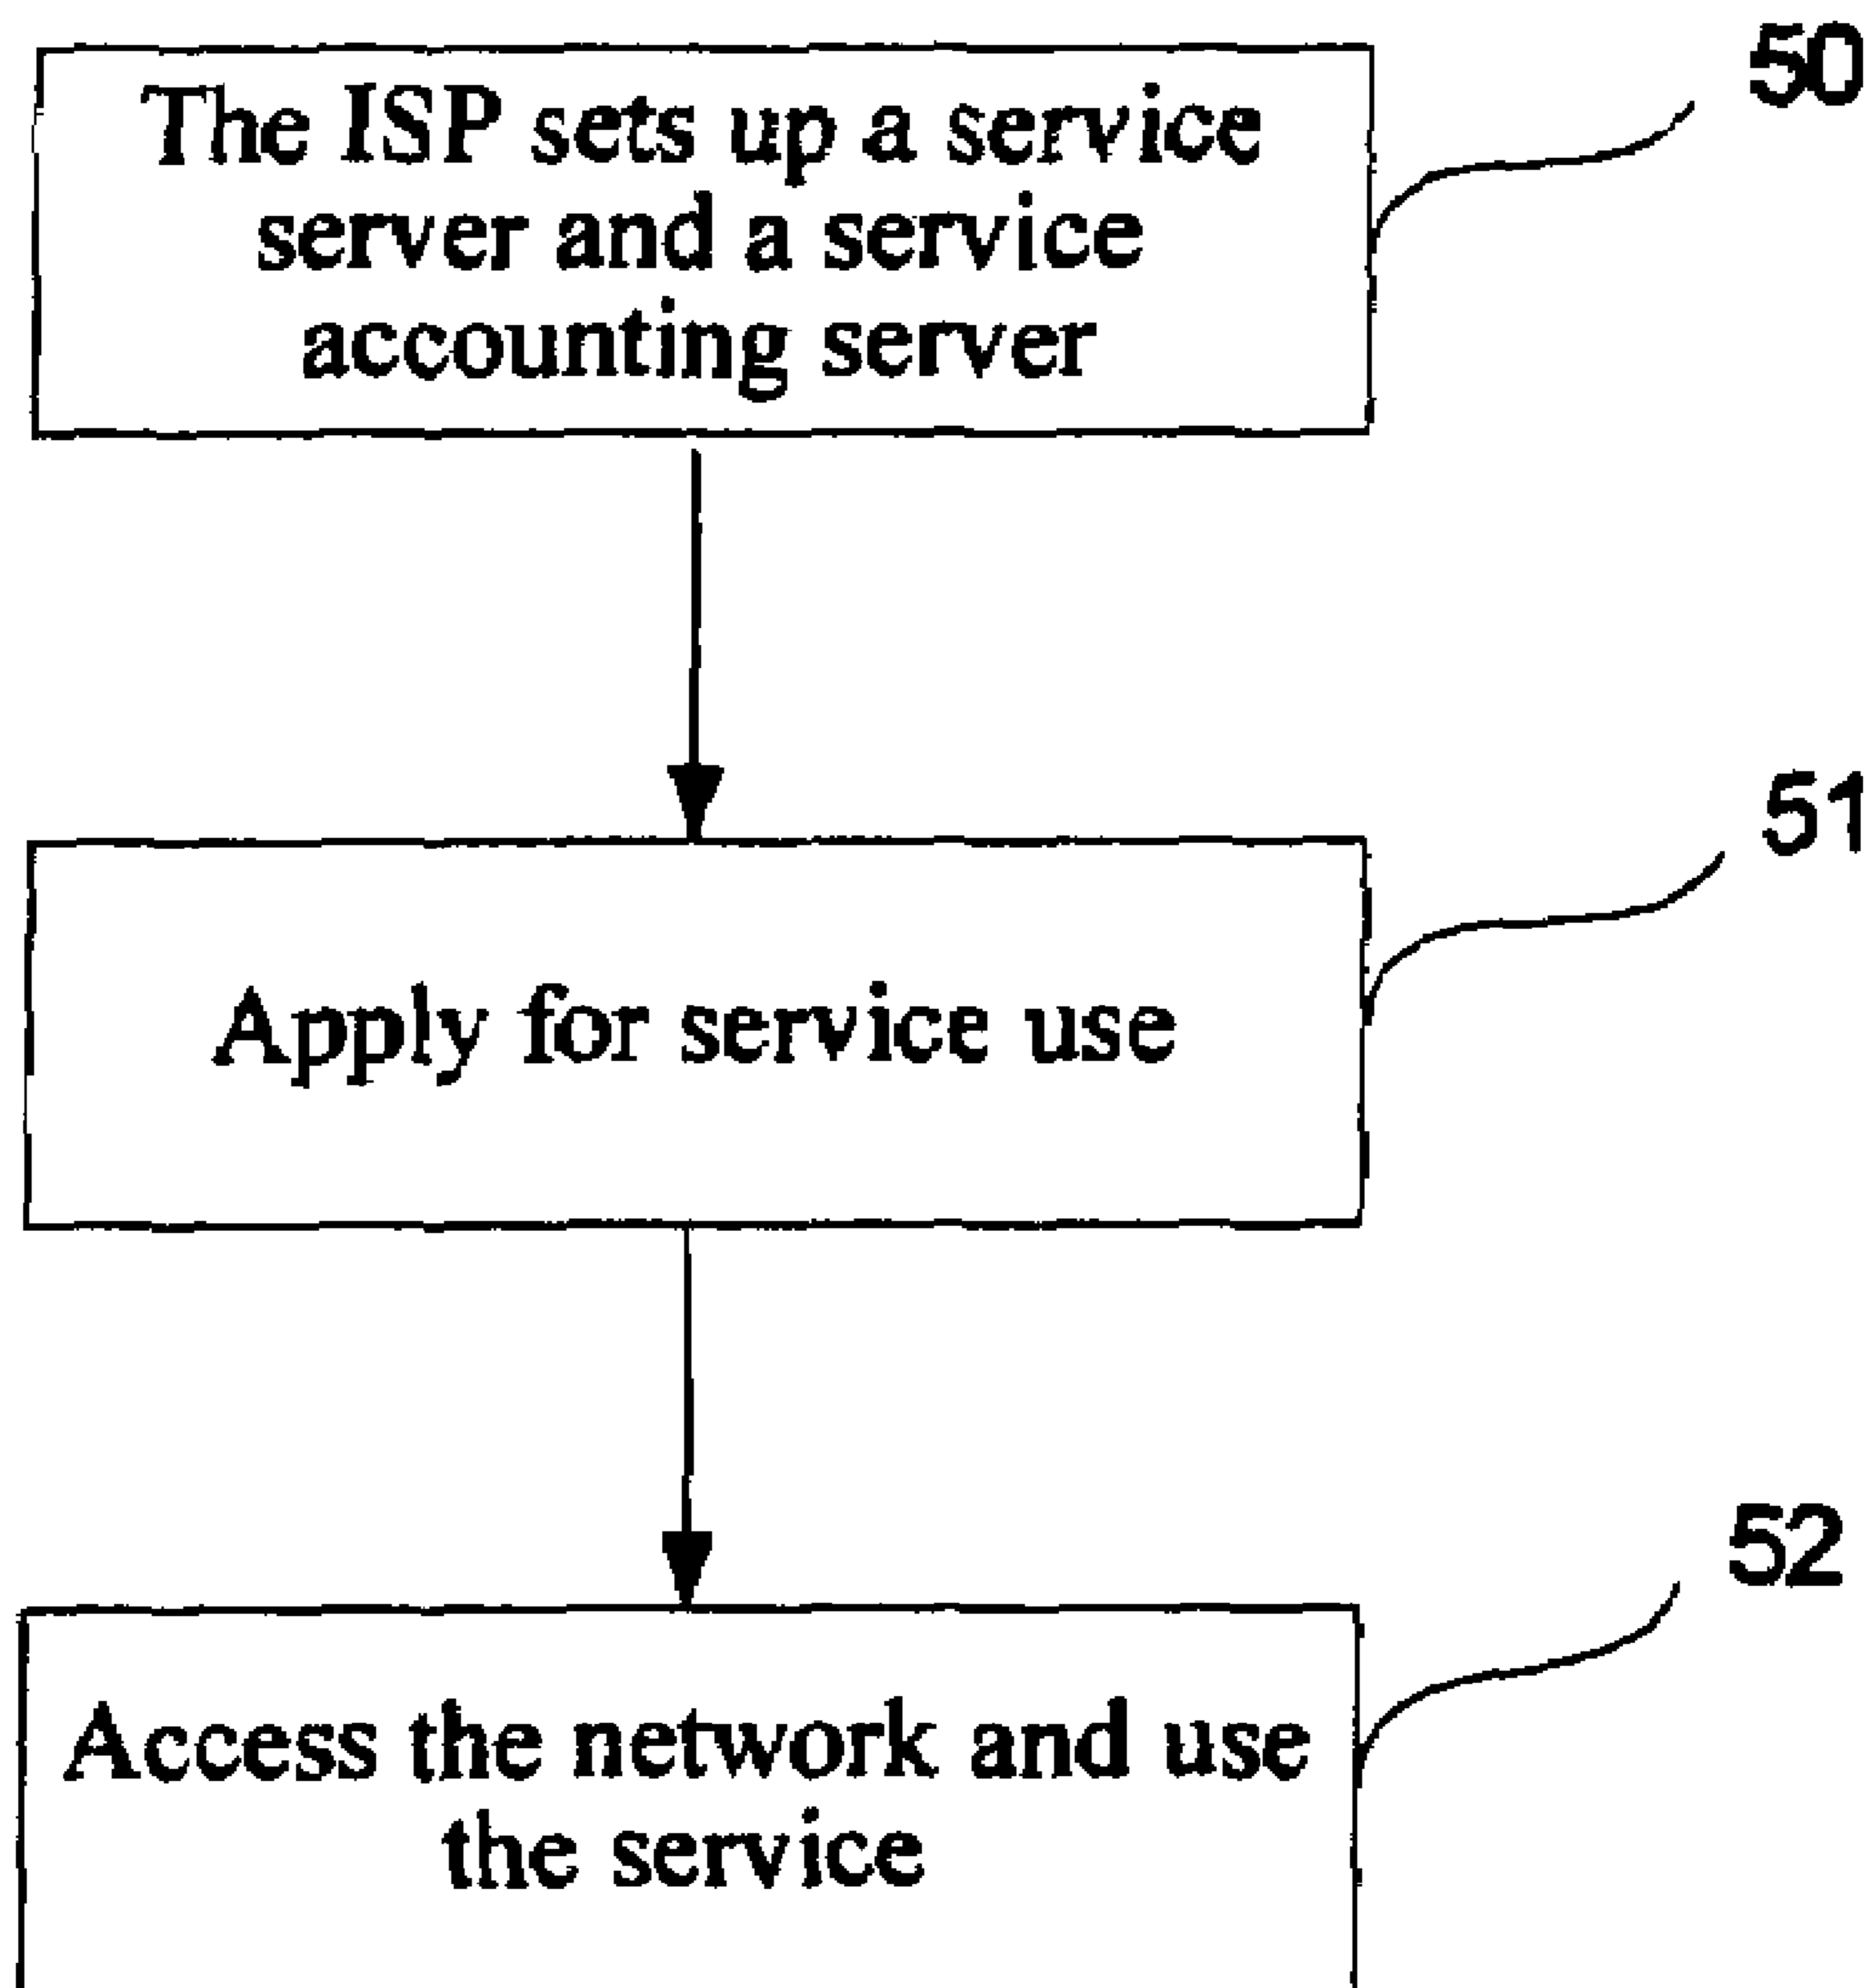 50
The ISP sets up a service
server and a service
accounting server
51
Apply for service use
52
Access the network and use
the service